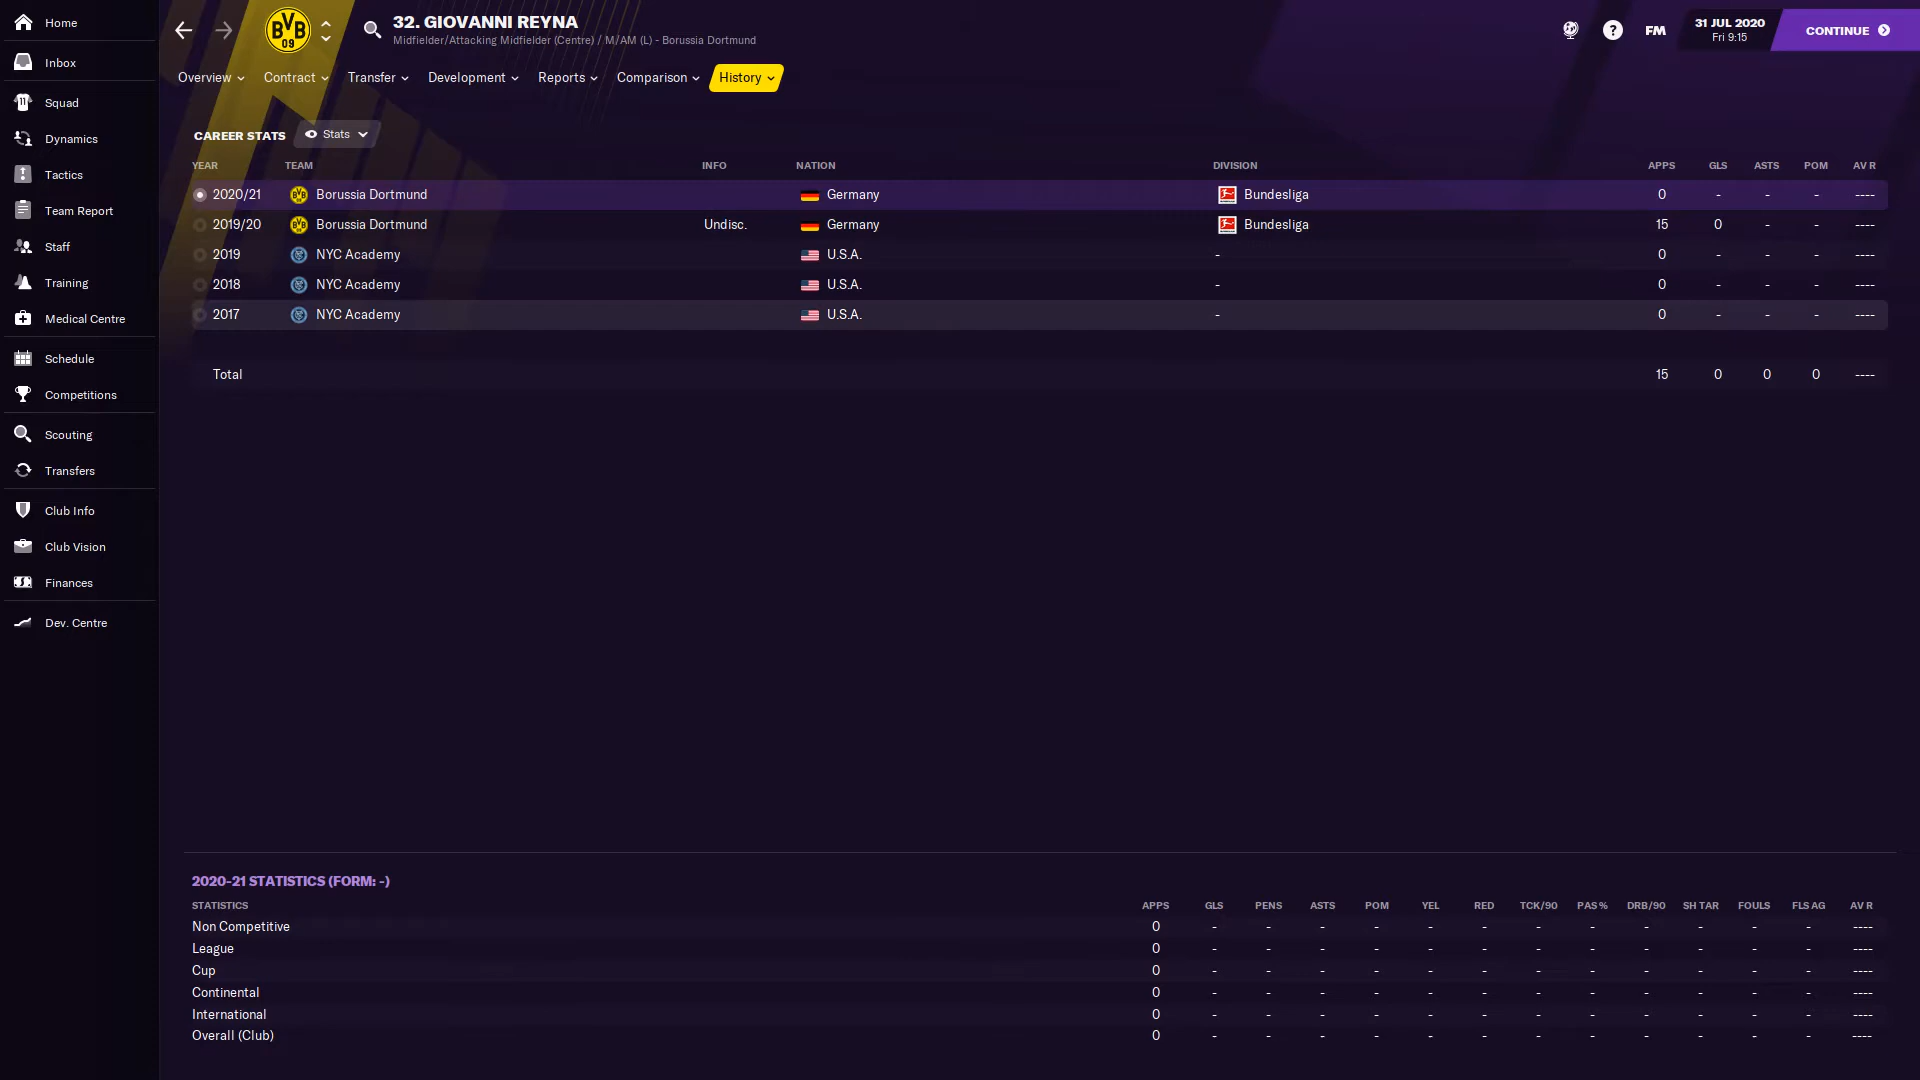 Home
Inbox
Squad
Dynamics
Tactics
Team Report
Staff
Training
Medical Centre
Schedule
Competitions
Scouting
Transfers
Club Info
Club Vision
Finances
Dev. Centre
BVB 09
32. GIOVANNI REYNA
Midfielder/Attacking Midfielder (Centre) / M/AM (L) - Borussia Dortmund
? FM 31 JUL 2020 CONTINUE
Fri 9:15
Overview Contract Transfer Development Reports Comparison History
CAREER STATS Stats
YEAR TEAM INFO NATION DIVISION APPS GLS ASTS POM AV R
2020/21 Borussia Dortmund Germany Bundesliga 0 - - - ----
2019/20 Borussia Dortmund Undisc. Germany Bundesliga 15 0 - - ----
2019 NYC Academy U.S.A. - 0 - - - ----
2018 NYC Academy U.S.A. - 0 - - - ----
2017 NYC Academy U.S.A. - 0 - - - ----
Total 15 0 0 0 ----
2020-21 STATISTICS (FORM: -)
STATISTICS APPS GLS PENS ASTS POM YEL RED TCK/90 PAS % DRB/90 SH TAR FOULS FLS AG AV R
Non Competitive 0 - - - - - - - - - - - - ----
League 0 - - - - - - - - - - - - ----
Cup 0 - - - - - - - - - - - - ----
Continental 0 - - - - - - - - - - - - ----
International 0 - - - - - - - - - - - - ----
Overall (Club) 0 - - - - - - - - - - - - ----